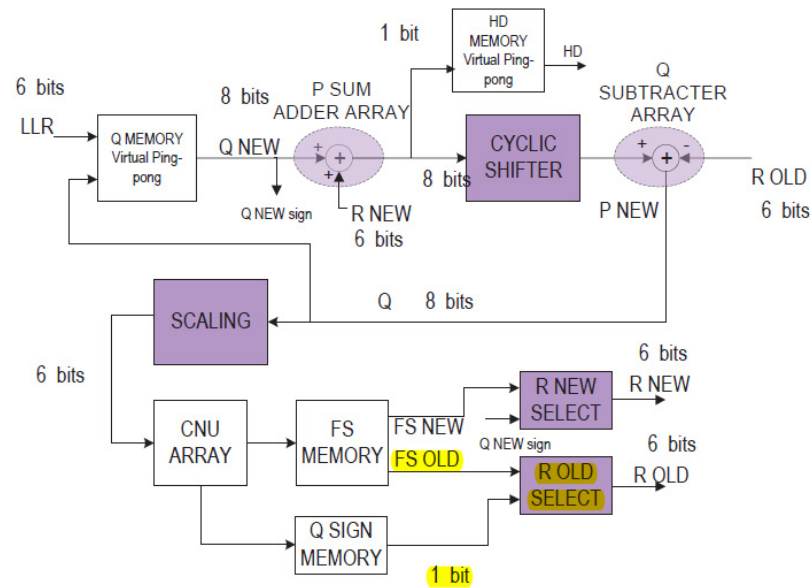 1 bit
HD
MEMORY
Virtual Ping-
pong
HD
Q
SUBTRACTER
ARRAY
6 bits
LLR
Q MEMORY
Virtual Ping-
pong
8 bits
Q NEW
P SUM
ADDER ARRAY
+
+
+
Q NEW sign
R NEW
6 bits
8 bits
CYCLIC
SHIFTER
+
+
-
P NEW
R OLD
6 bits
SCALING
Q 8 bits
6 bits
CNU
ARRAY
FS
MEMORY
FS NEW
FS OLD
Q NEW sign
R NEW
SELECT
6 bits
R NEW
R OLD
SELECT
6 bits
R OLD
Q SIGN
MEMORY
1 bit